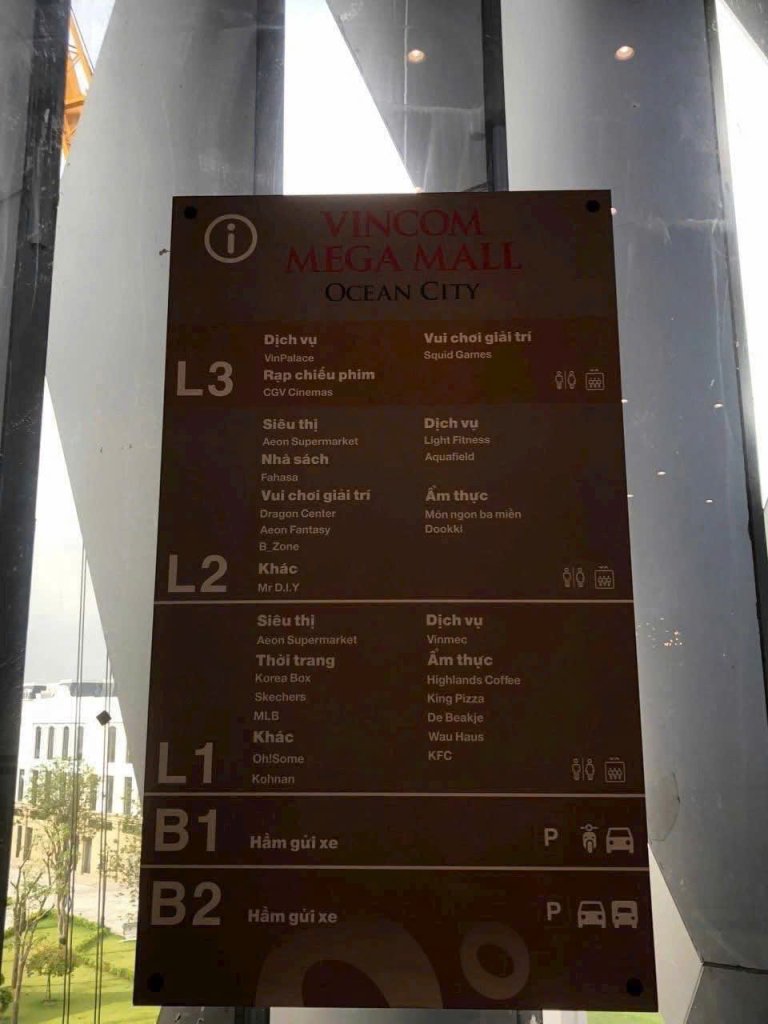 i
VINCOM
MEGA MALL
OCEAN CITY
L3
Dịch vụ
VinPalace
Rạp chiếu phim
CGV Cinemas
Vui chơi giải trí
Squid Games
L2
Siêu thị
Aeon Supermarket
Nhà sách
Fahasa
Vui chơi giải trí
Dragon Center
Aeon Fantasy
B_Zone
Khác
Mr D.I.Y
Dịch vụ
Light Fitness
Aquafield
Ẩm thực
Món ngon ba miền
Dookki
L1
Siêu thị
Aeon Supermarket
Thời trang
Korea Box
Skechers
MLB
Khác
Oh!Some
Kohnan
Dịch vụ
Vinmec
Ẩm thực
Highlands Coffee
King Pizza
De Beakje
Wau Haus
KFC
B1
Hầm gửi xe
P
B2
Hầm gửi xe
P